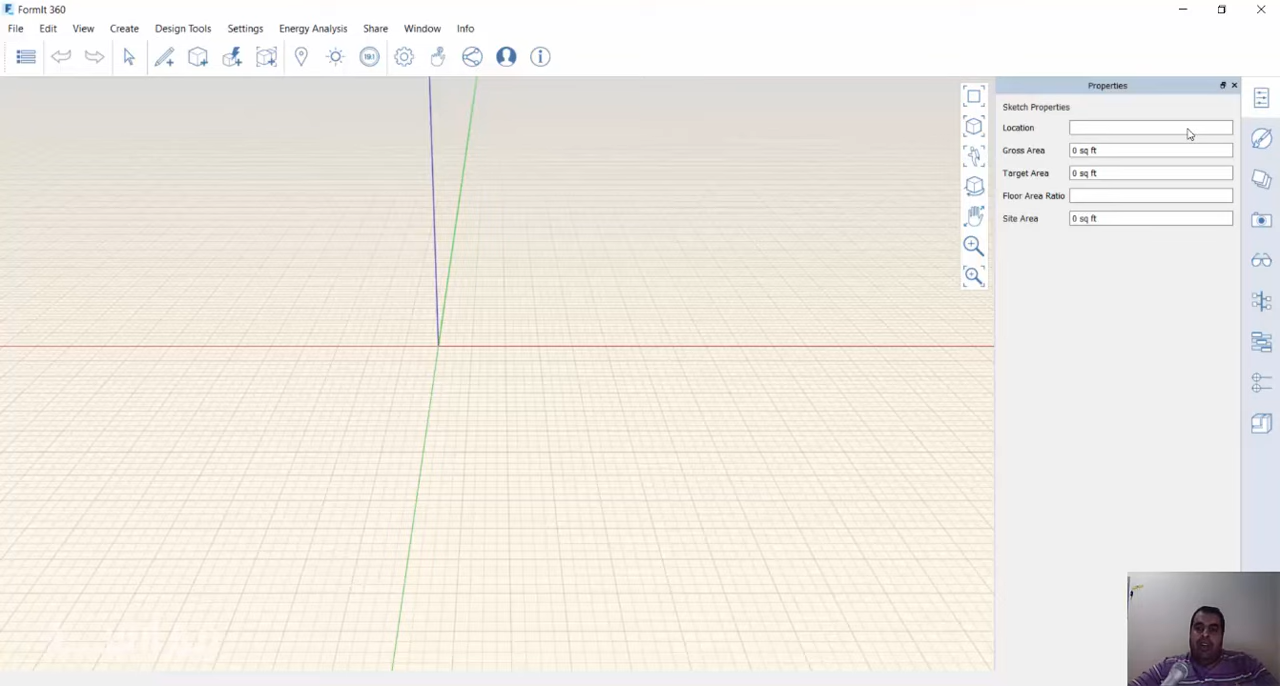 FormIt 360
File Edit View Create Design Tools Settings Energy Analysis Share Window Info
191
Properties
Sketch Properties
Location
Gross Area 0 sq ft
Target Area 0 sq ft
Floor Area Ratio
Site Area 0 sq ft